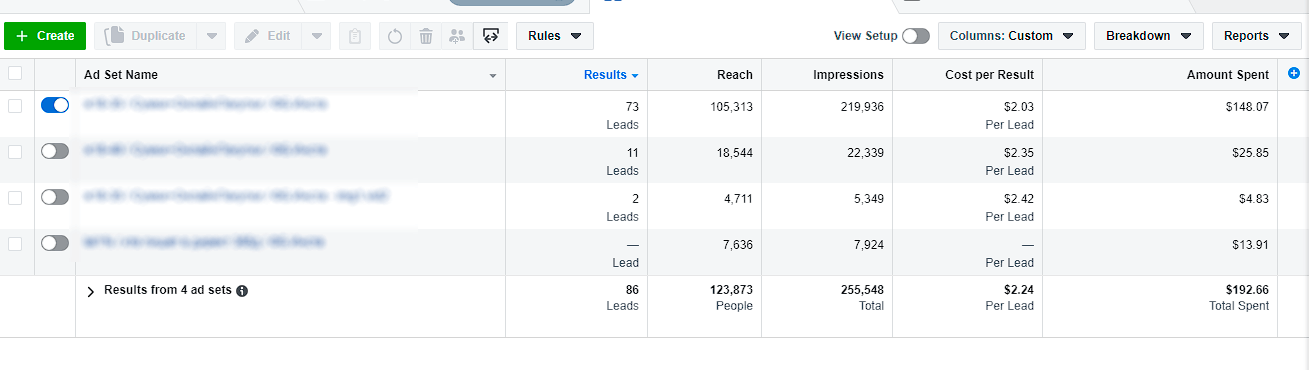 + Create
Duplicate
Edit
Rules
View Setup
Columns: Custom
Breakdown
Reports
Ad Set Name
Results
Reach
Impressions
Cost per Result
Amount Spent
73
105,313
219,936
$2.03
$148.07
Leads
Per Lead
11
18,544
22,339
$2.35
$25.85
Leads
Per Lead
2
4,711
5,349
$2.42
$4.83
Leads
Per Lead
—
7,636
7,924
—
$13.91
Lead
Per Lead
Results from 4 ad sets
86
123,873
255,548
$2.24
$192.66
Leads
People
Total
Per Lead
Total Spent